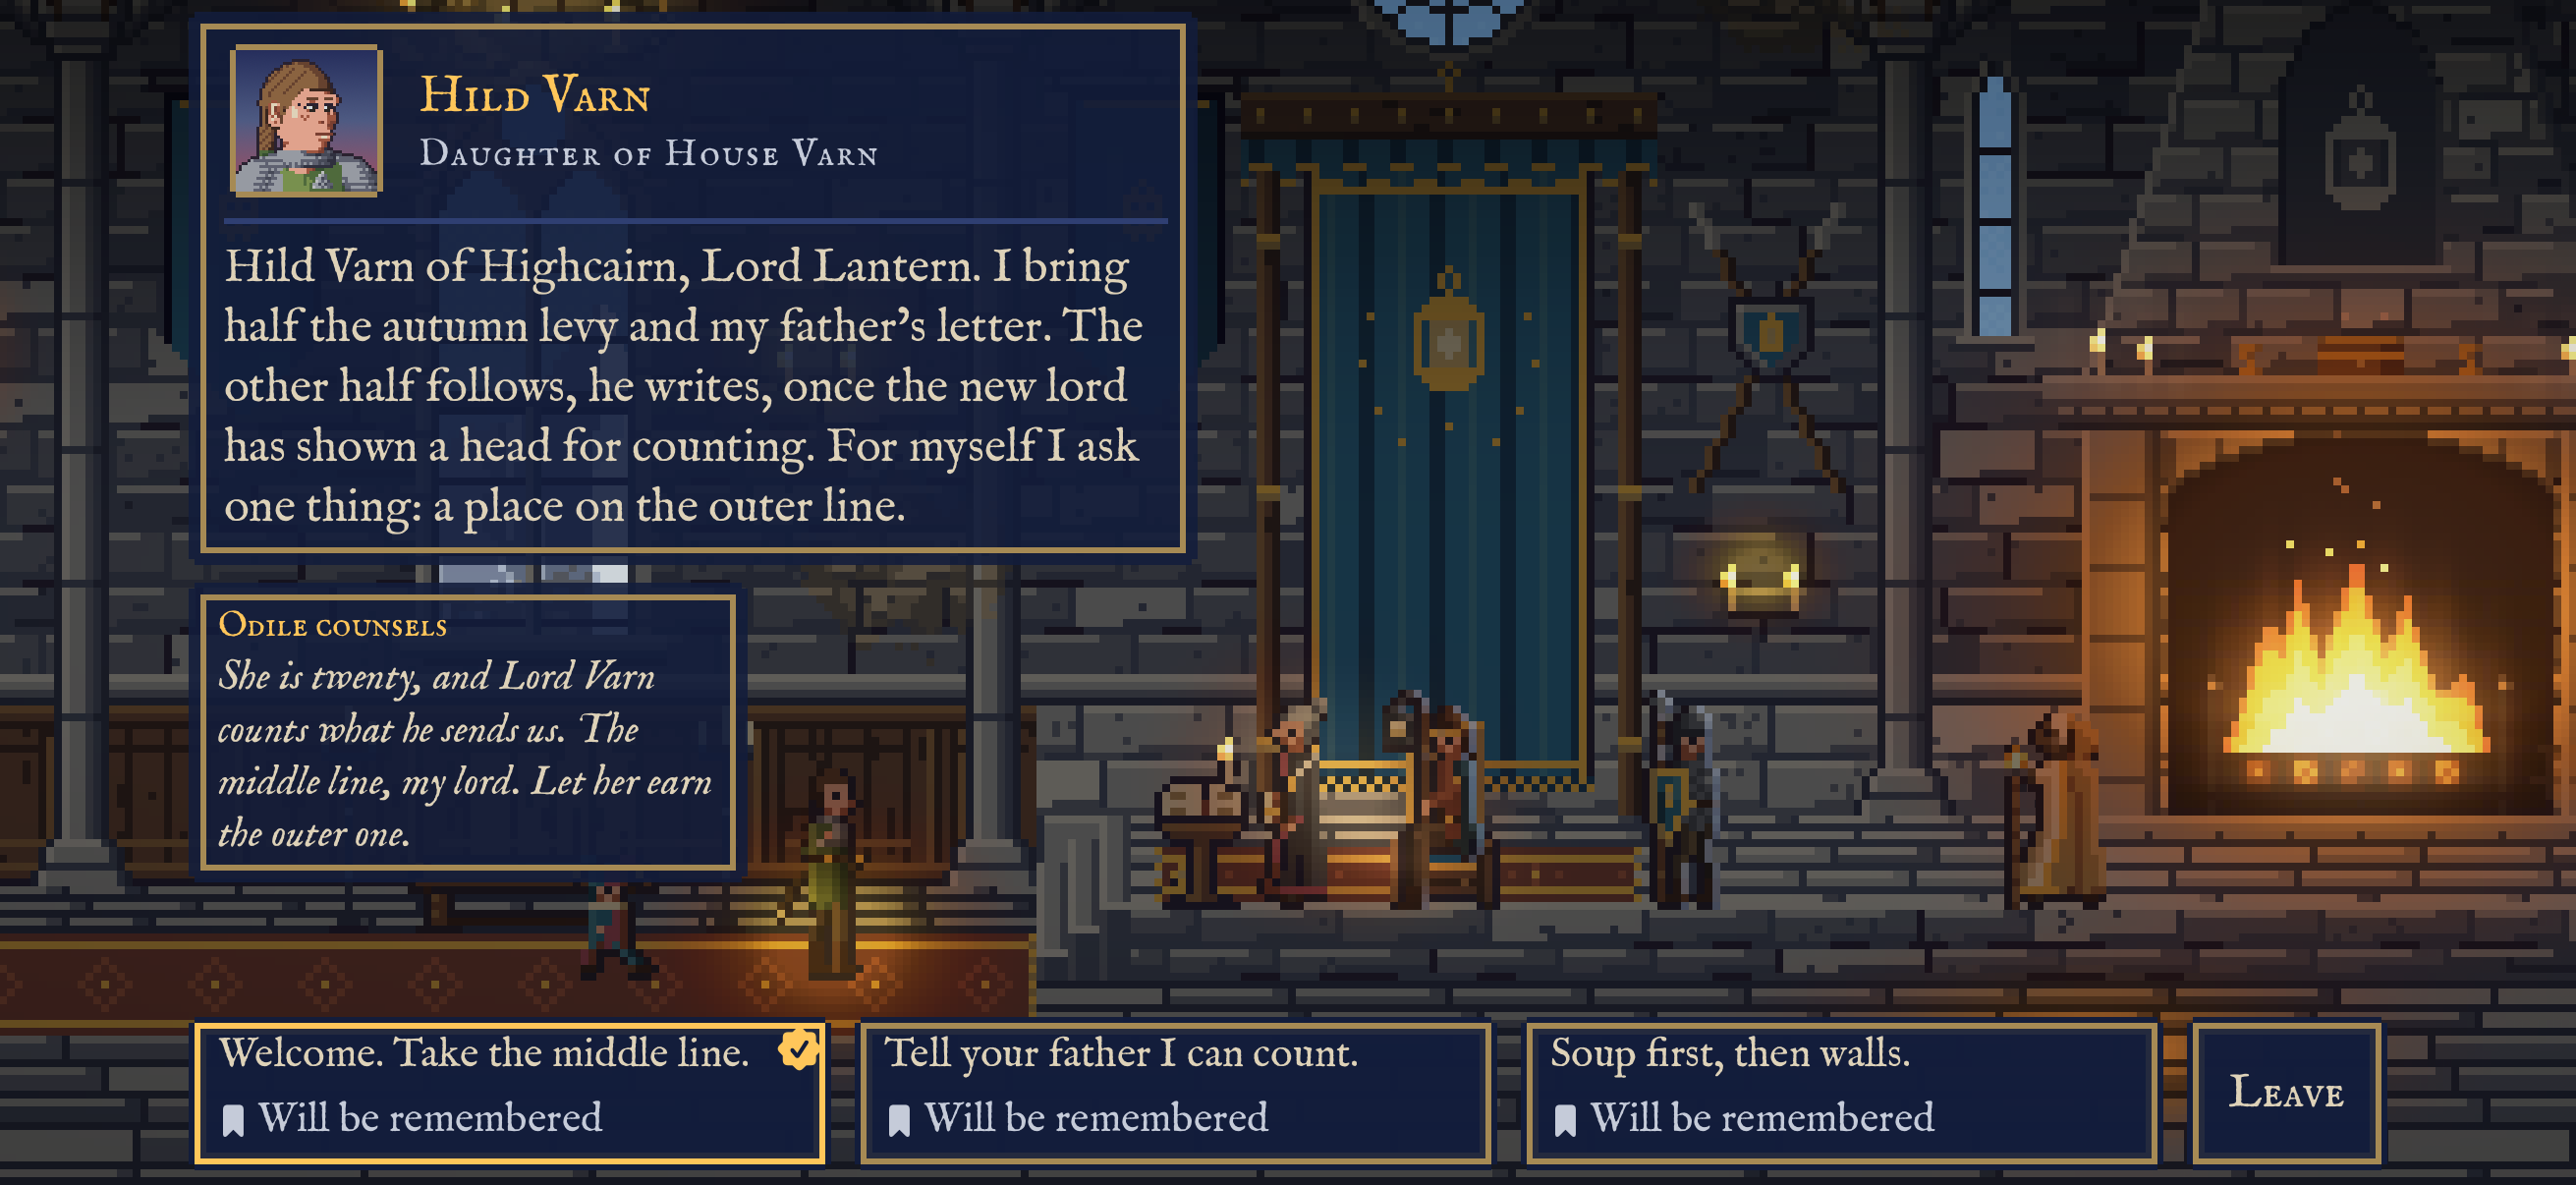 Hild Varn
Daughter of House Varn
Hild Varn of Highcairn, Lord Lantern. I bring
half the autumn levy and my father's letter. The
other half follows, he writes, once the new lord
has shown a head for counting. For myself I ask
one thing: a place on the outer line.
Odile counsels
She is twenty, and Lord Varn
counts what he sends us. The
middle line, my lord. Let her earn
the outer one.
Welcome. Take the middle line.
Will be remembered
Tell your father I can count.
Will be remembered
Soup first, then walls.
Will be remembered
Leave